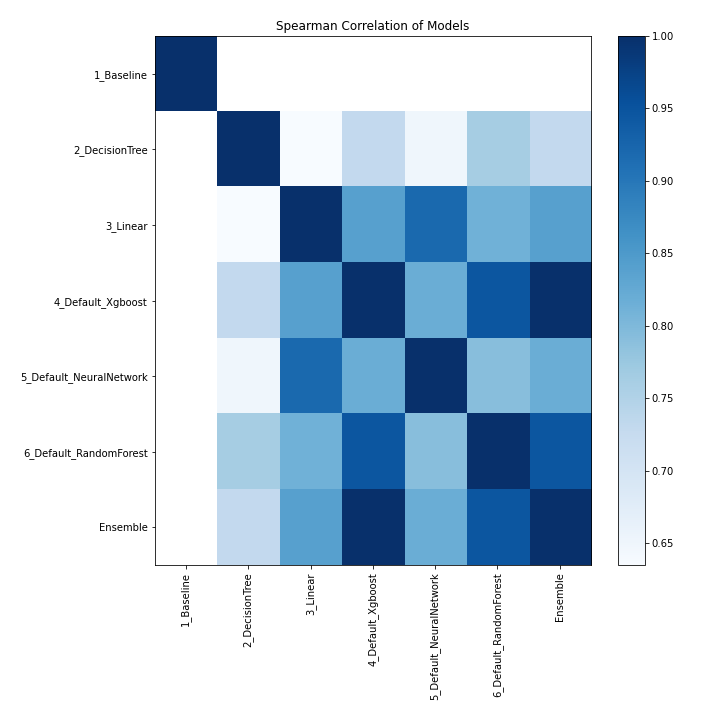 Spearman Correlation of Models
1_Baseline
2_DecisionTree
3_Linear
4_Default_Xgboost
5_Default_NeuralNetwork
6_Default_RandomForest
Ensemble
1_Baseline
2_DecisionTree
3_Linear
4_Default_Xgboost
5_Default_NeuralNetwork
6_Default_RandomForest
Ensemble
1.00
0.95
0.90
0.85
0.80
0.75
0.70
0.65